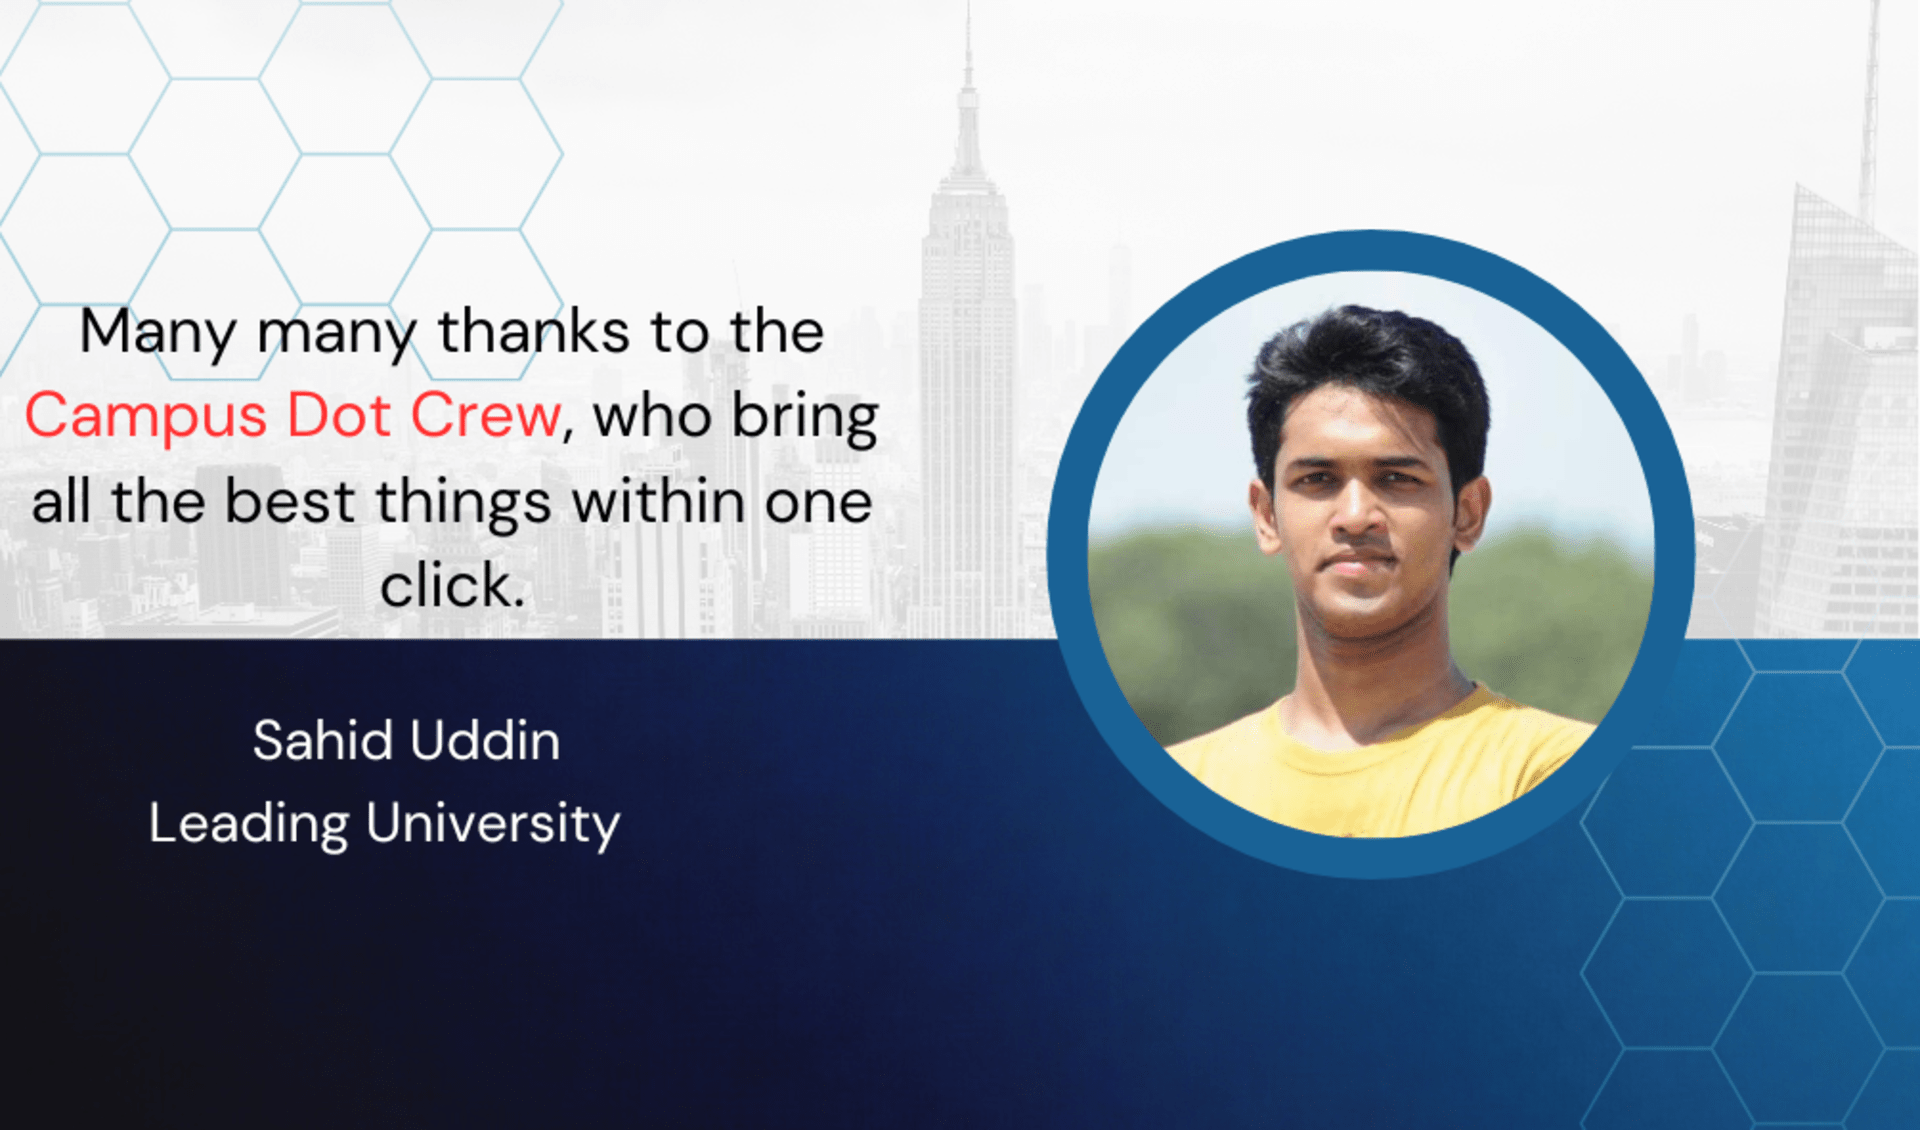 Many many thanks to the
Campus Dot Crew, who bring
all the best things within one
click.
Sahid Uddin
Leading University